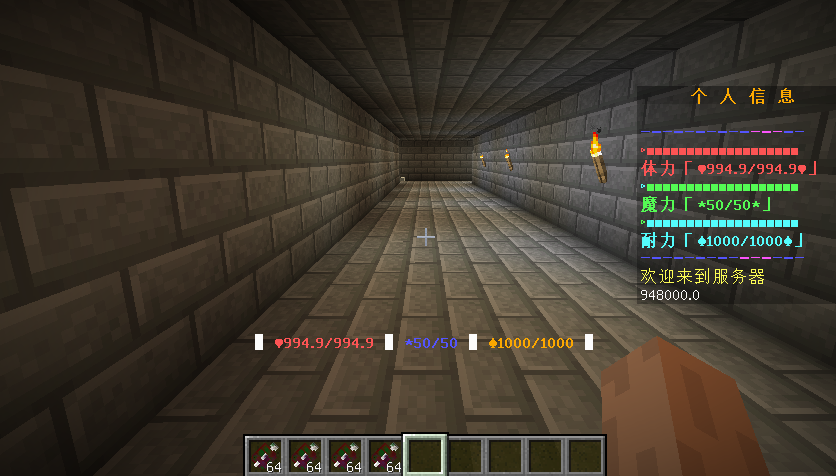 个 人 信 息
体力「 ♥994.9/994.9♥」
魔力「 *50/50*」
耐力「 ♠1000/1000♠」
欢迎来到服务器
948000.0
♥994.9/994.9 *50/50 ♠1000/1000
64 64 64 64